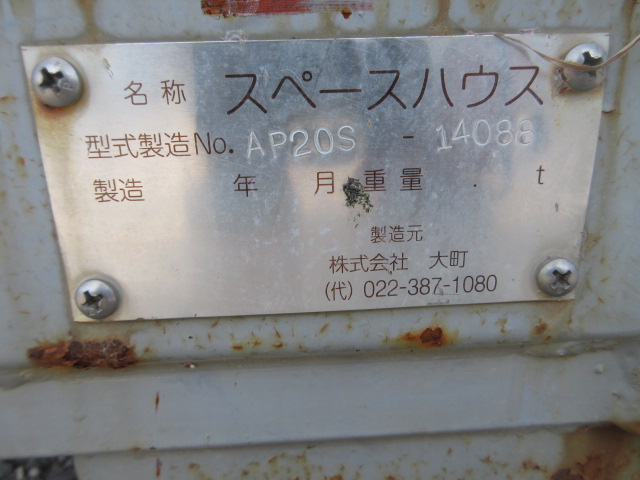 名称 スペースハウス
型式製造No. AP20S - 14088
製造 年 月 重量 . t
製造元
株式会社 大町
(代) 022-387-1080